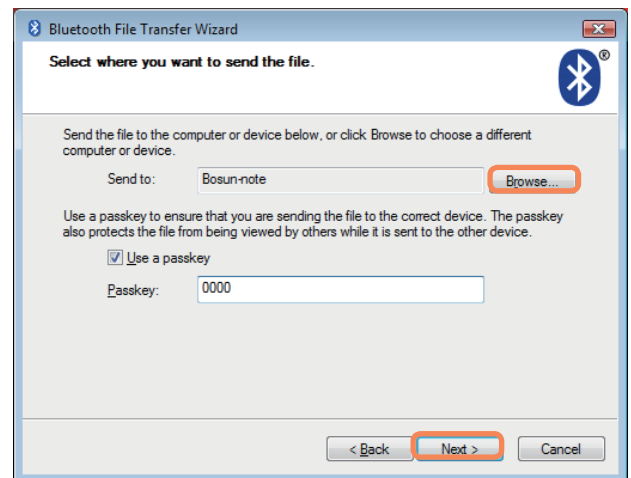 Bluetooth File Transfer Wizard
Select where you want to send the file.
®
Send the file to the computer or device below, or click Browse to choose a different
computer or device.
Send to: Bosun-note Browse...
Use a passkey to ensure that you are sending the file to the correct device. The passkey
also protects the file from being viewed by others while it is sent to the other device.
Use a passkey
Passkey: 0000
< Back Next > Cancel